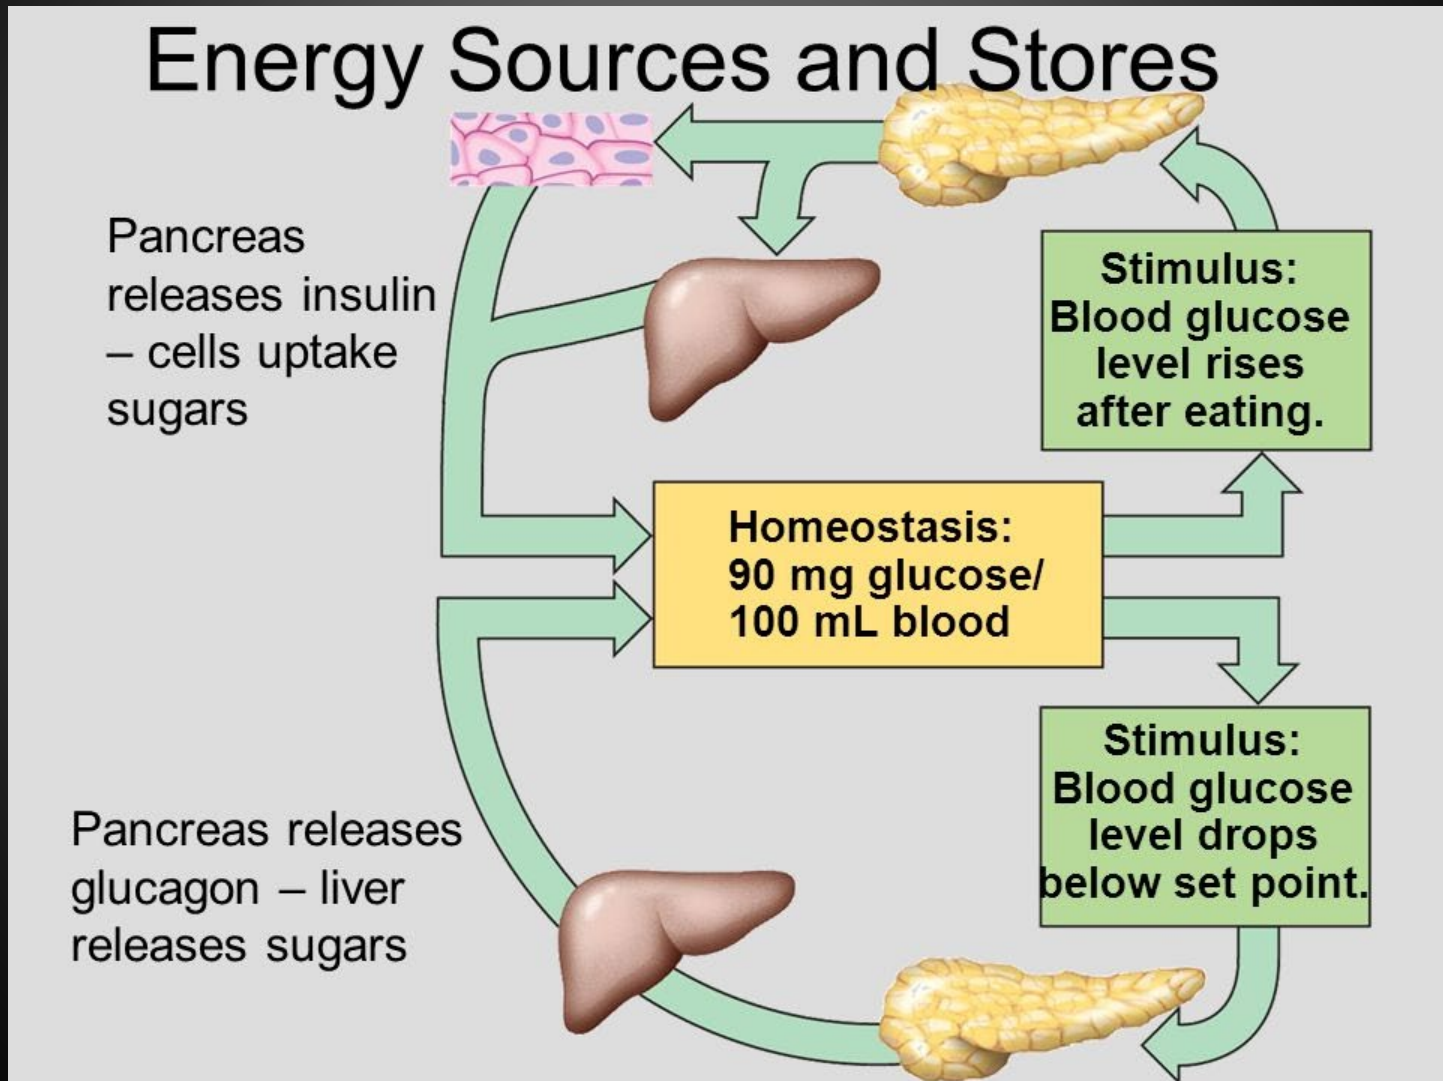 Energy Sources and Stores
Pancreas
releases insulin
– cells uptake
sugars
Stimulus:
Blood glucose
level rises
after eating.
Homeostasis:
90 mg glucose/
100 mL blood
Stimulus:
Blood glucose
level drops
below set point.
Pancreas releases
glucagon – liver
releases sugars